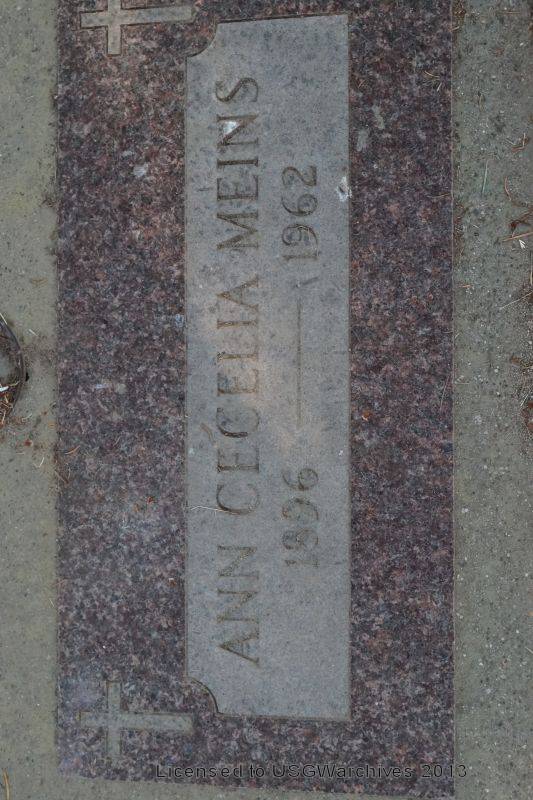 ANN CECELIA MEINS
1896 — 1962
Licensed to USGWarchives 2013